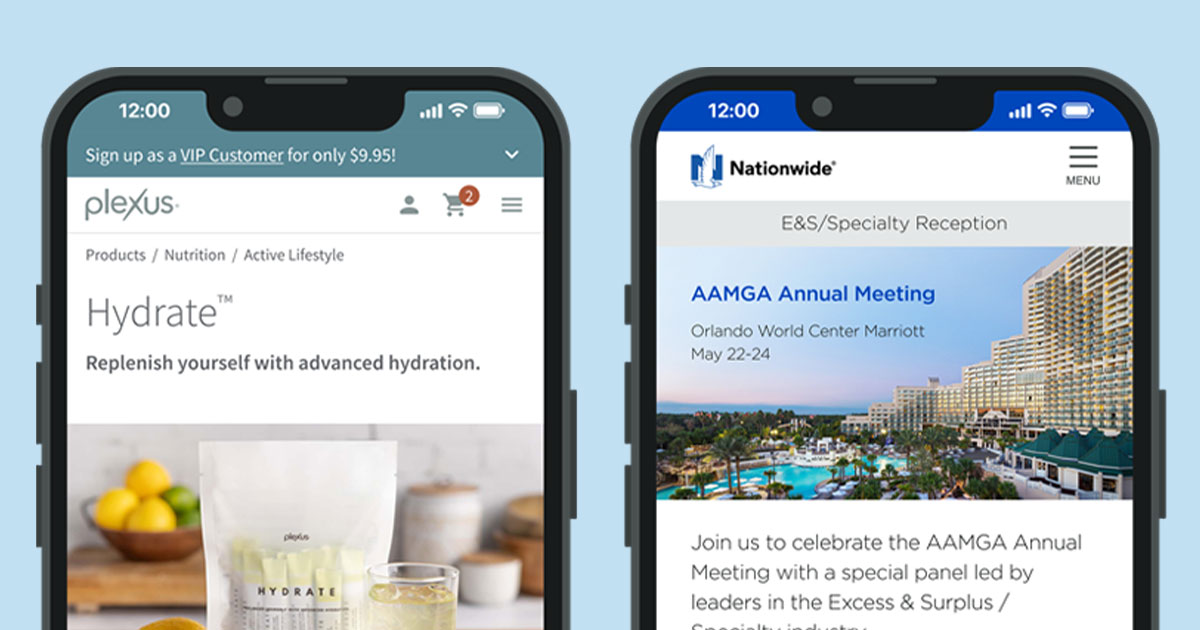 12:00
Sign up as a VIP Customer for only $9.95!
plexus
2
Products / Nutrition / Active Lifestyle
Hydrate™
Replenish yourself with advanced hydration.
plexus
HYDRATE
12:00
Nationwide®
MENU
E&S/Specialty Reception
AAMGA Annual Meeting
Orlando World Center Marriott
May 22-24
Join us to celebrate the AAMGA Annual
Meeting with a special panel led by
leaders in the Excess & Surplus /
Specialty industry